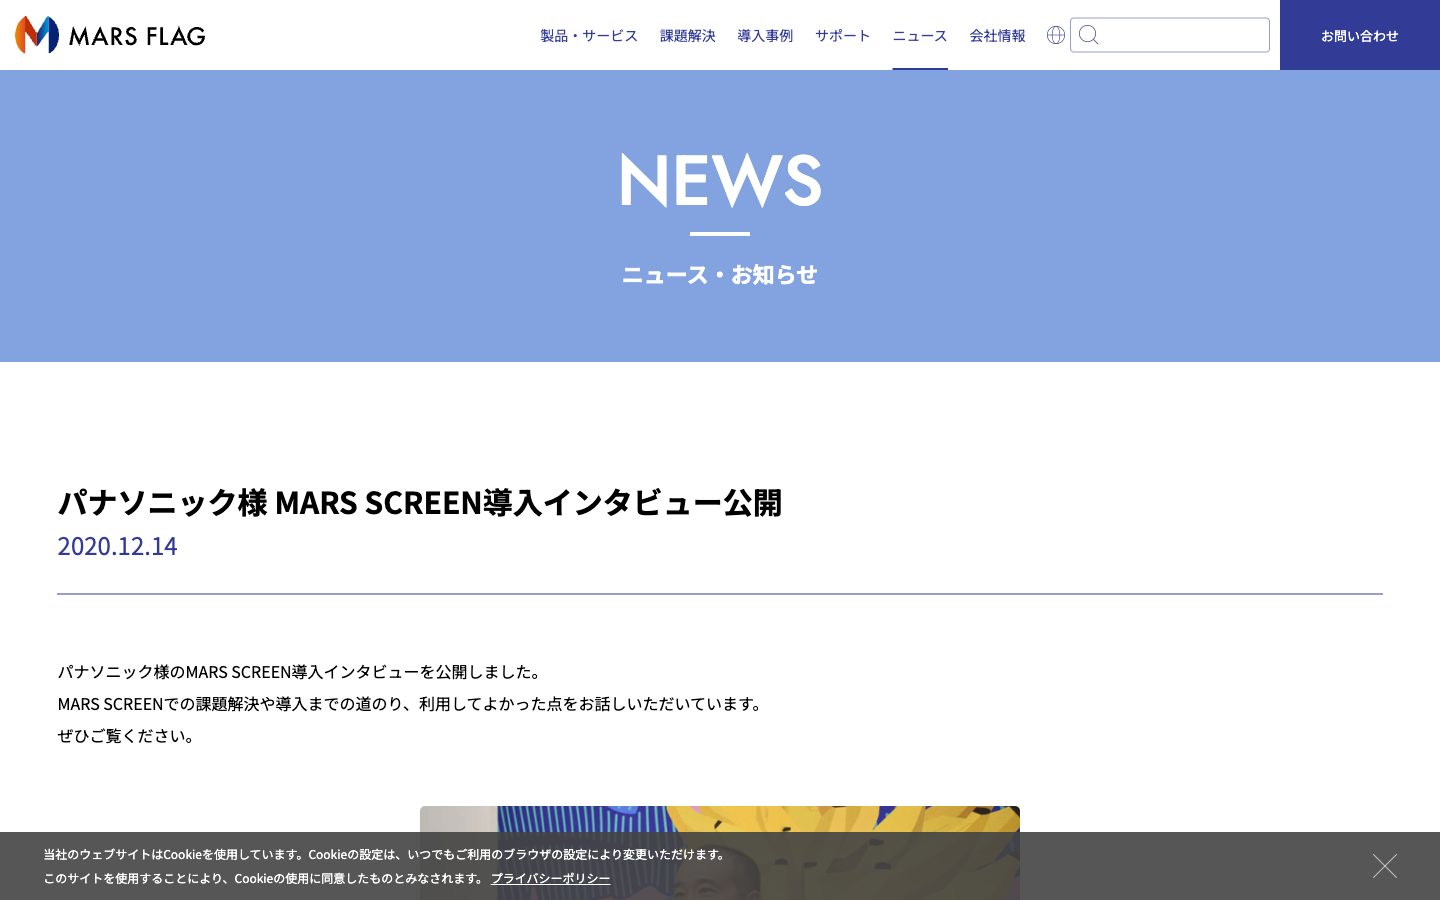 MARS FLAG
製品・サービス
課題解決
導入事例
サポート
ニュース
会社情報
お問い合わせ
NEWS
ニュース・お知らせ
パナソニック様 MARS SCREEN導入インタビュー公開
2020.12.14
パナソニック様のMARS SCREEN導入インタビューを公開しました。
MARS SCREENでの課題解決や導入までの道のり、利用してよかった点をお話しいただいています。
ぜひご覧ください。
当社のウェブサイトはCookieを使用しています。Cookieの設定は、いつでもご利用のブラウザの設定により変更いただけます。
このサイトを使用することにより、Cookieの使用に同意したものとみなされます。 プライバシーポリシー